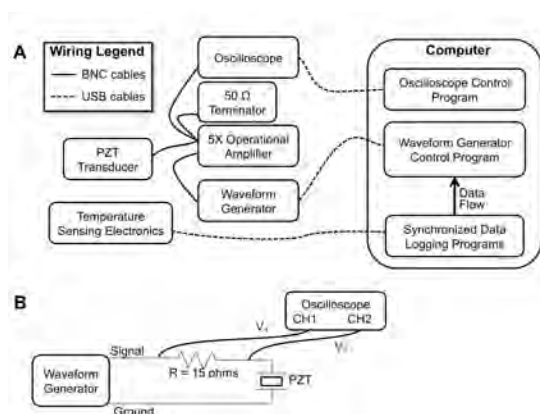 A
Wiring Legend
BNC cables
USB cables
Oscilloscope
50 Ω
Terminator
5X Operational
Amplifier
PZT
Transducer
Waveform
Generator
Temperature
Sensing Electronics
Computer
Oscilloscope Control
Program
Waveform Generator
Control Program
Data
Flow
Synchronized Data
Logging Programs
B
Oscilloscope
CH1 CH2
Signal
R = 15 ohms
PZT
Waveform
Generator
Ground